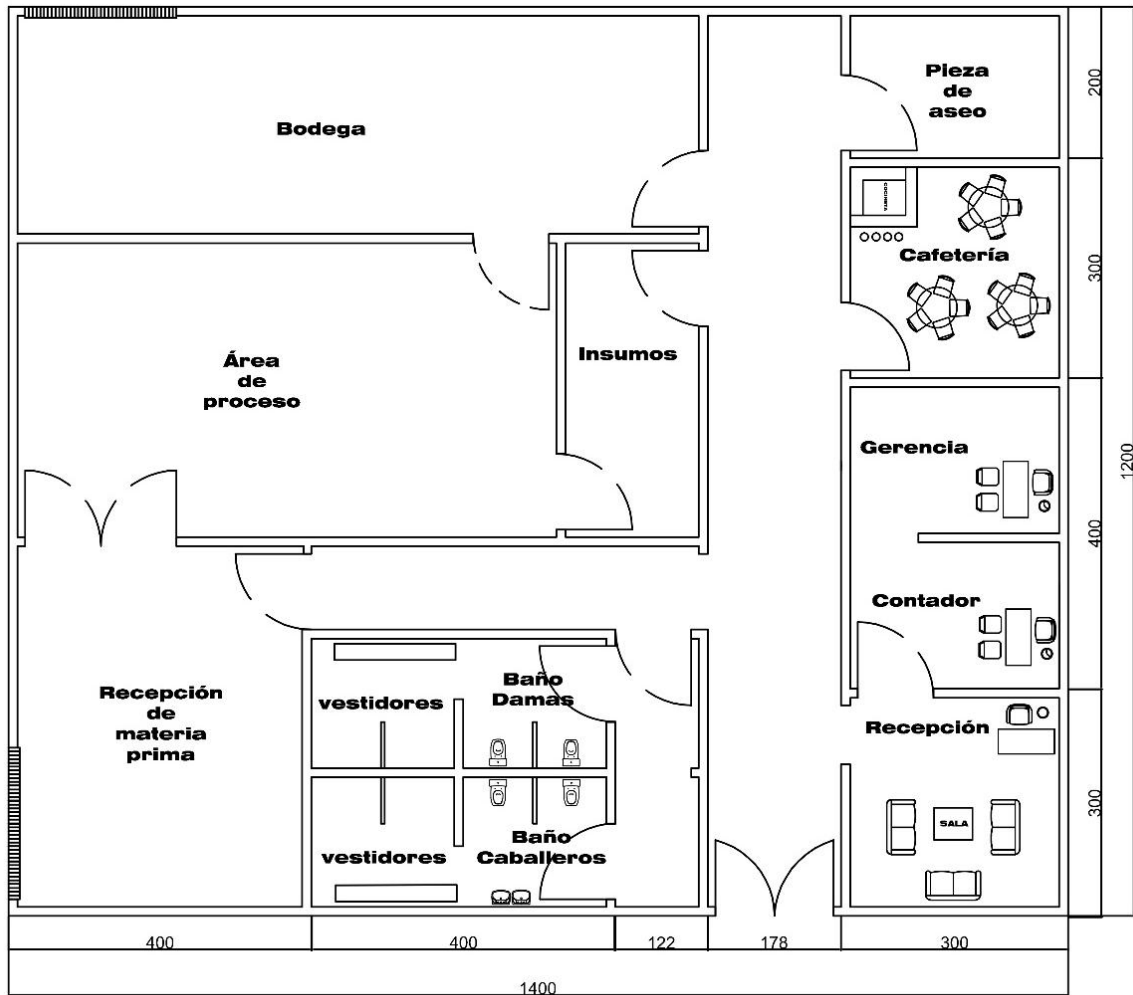 Bodega
Pieza
de
aseo
200
COCINETA
Cafetería
300
Área
de
proceso
Insumos
Gerencia
1200
400
Contador
Recepción
de
materia
prima
vestidores
Baño
Damas
Recepción
300
SALA
vestidores
Baño
Caballeros
400
400
122
178
300
1400